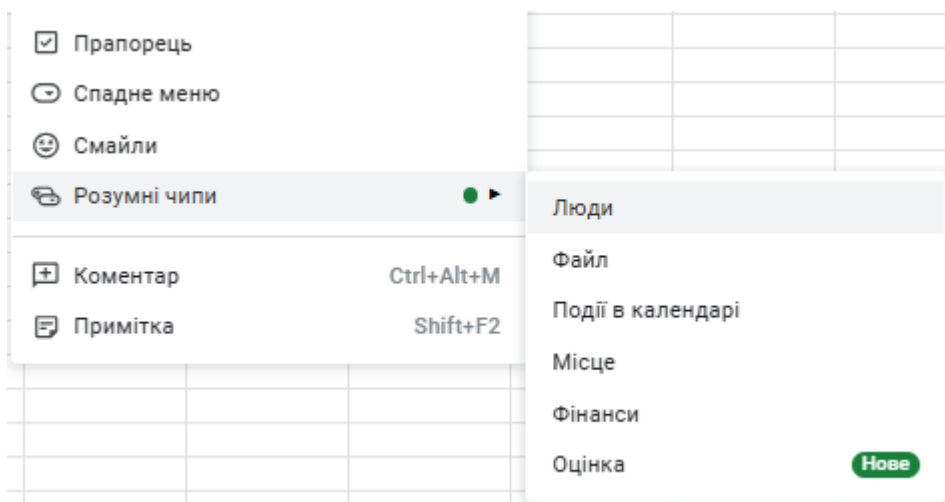 Прапорець
Спадне меню
Смайли
Розумні чипи
Коментар Ctrl+Alt+M
Примітка Shift+F2
Люди
Файл
Події в календарі
Місце
Фінанси
Оцінка Нове